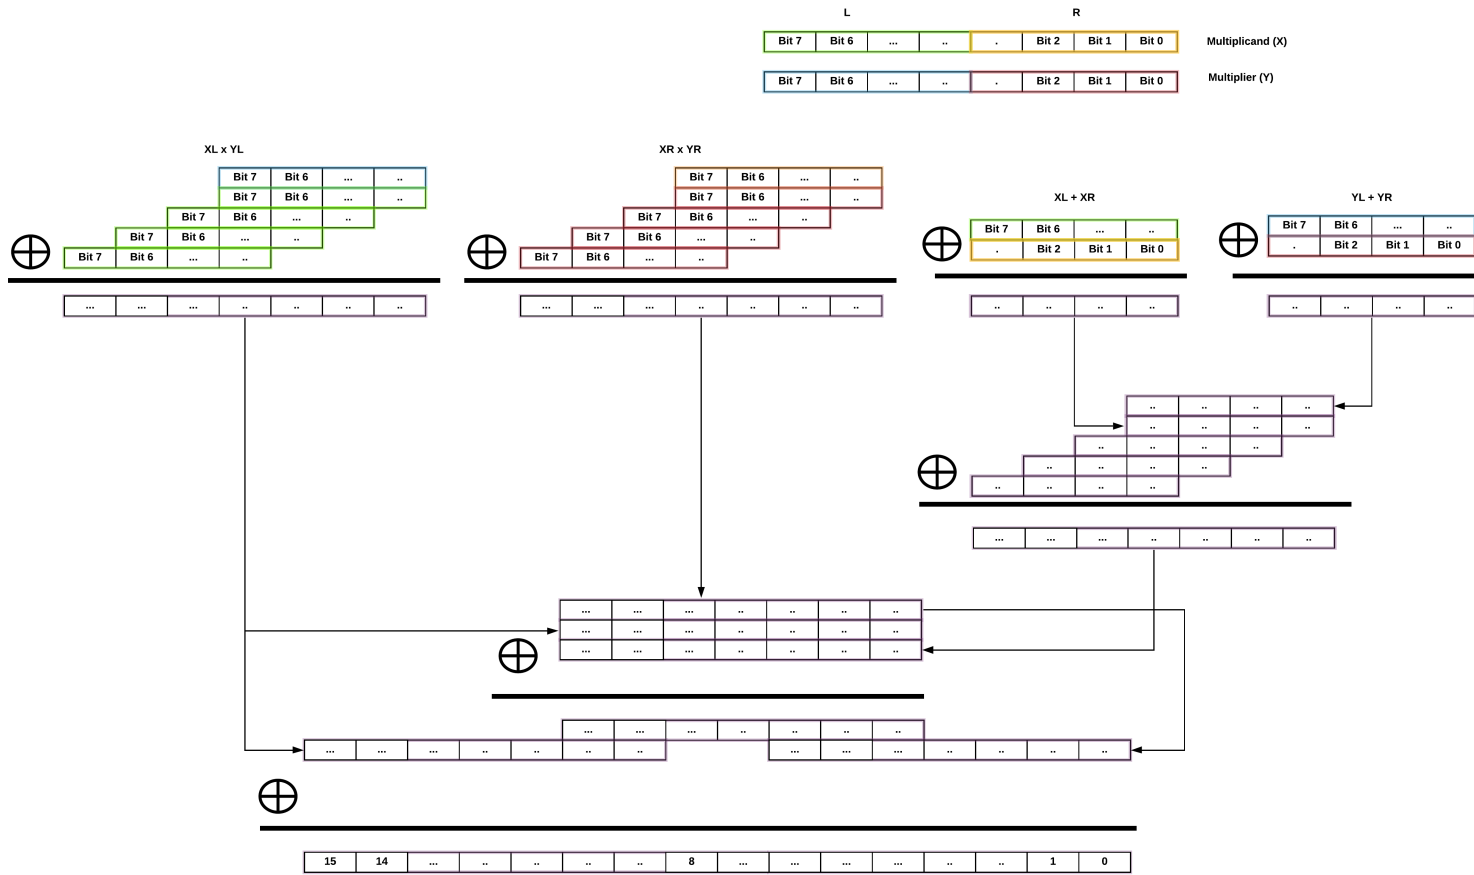 L R
Bit 7 Bit 6 ... .. . Bit 2 Bit 1 Bit 0 Multiplicand (X)
Bit 7 Bit 6 ... .. . Bit 2 Bit 1 Bit 0 Multiplier (Y)
XL x YL
Bit 7 Bit 6 ... ..
Bit 7 Bit 6 ... ..
Bit 7 Bit 6 ... ..
Bit 7 Bit 6 ... ..
Bit 7 Bit 6 ... ..
... ... ... .. .. .. ..
XR x YR
Bit 7 Bit 6 ... ..
Bit 7 Bit 6 ... ..
Bit 7 Bit 6 ... ..
Bit 7 Bit 6 ... ..
Bit 7 Bit 6 ... ..
... ... ... .. .. .. ..
XL + XR
Bit 7 Bit 6 ... ..
. Bit 2 Bit 1 Bit 0
.. .. .. ..
YL + YR
Bit 7 Bit 6 ... ..
. Bit 2 Bit 1 Bit 0
.. .. .. ..
.. .. .. ..
.. .. .. ..
.. .. .. ..
.. .. .. ..
.. .. .. ..
... ... ... .. .. .. ..
... ... ... .. .. .. ..
... ... ... .. .. .. ..
... ... ... .. .. .. ..
... ... ... .. .. .. ..
... ... ... .. .. .. .. ... ... ... .. .. .. ..
15 14 ... .. .. .. .. 8 ... ... ... ... .. .. 1 0